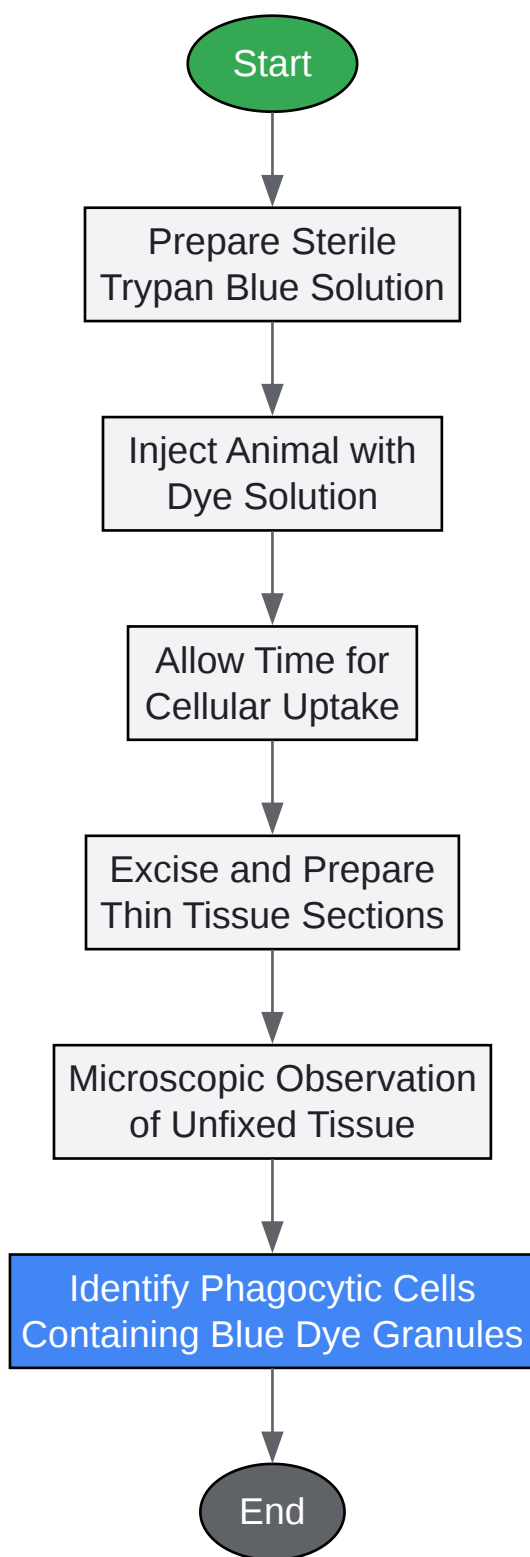 Start
Prepare Sterile
Trypan Blue Solution
Inject Animal with
Dye Solution
Allow Time for
Cellular Uptake
Excise and Prepare
Thin Tissue Sections
Microscopic Observation
of Unfixed Tissue
Identify Phagocytic Cells
Containing Blue Dye Granules
End